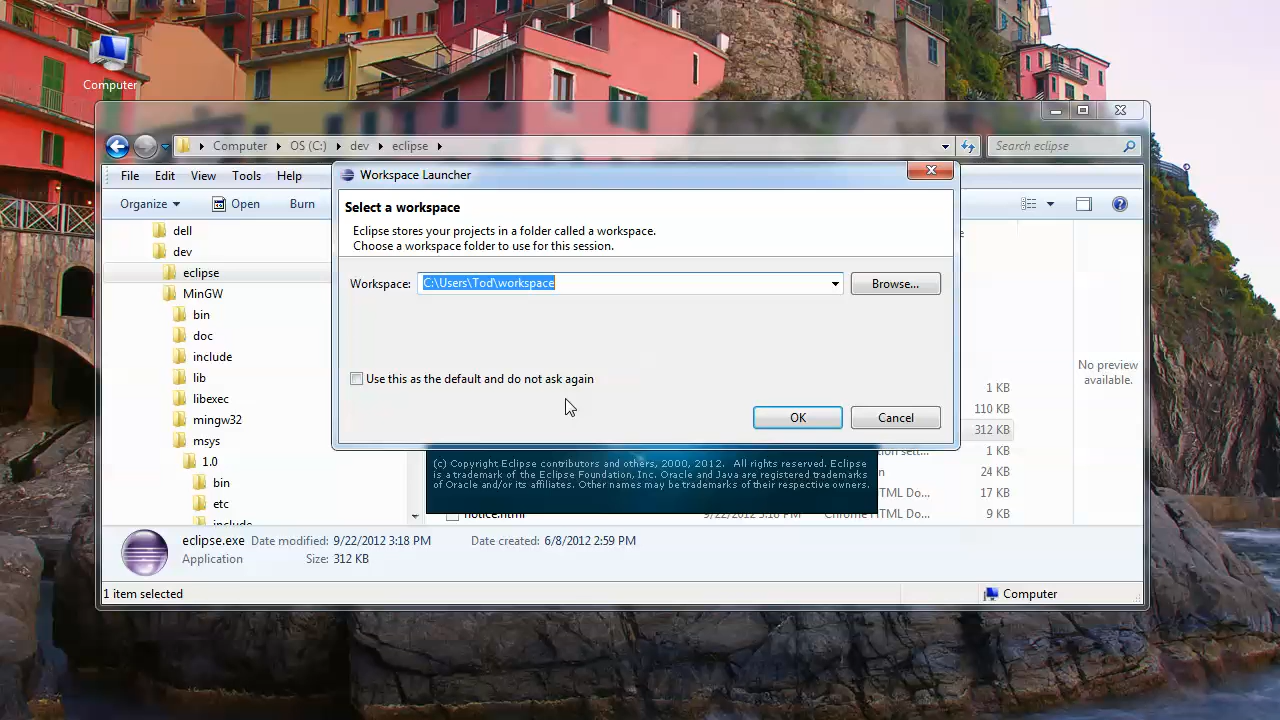 Computer
Computer
OS (C:)
dev
eclipse
Search eclipse
File
Edit
View
Tools
Help
Organize
Open
Burn
dell
dev
eclipse
MinGW
bin
doc
include
lib
libexec
mingw32
msys
1.0
bin
etc
include
Workspace Launcher
Select a workspace
Eclipse stores your projects in a folder called a workspace.
Choose a workspace folder to use for this session.
Workspace:
C:\Users\Tod\workspace
Browse...
Use this as the default and do not ask again
OK
Cancel
No preview
available.
1 KB
110 KB
312 KB
1 KB
24 KB
HTML Do...
17 KB
(c) Copyright Eclipse contributors and others, 2000, 2012. All rights reserved. Eclipse
is a trademark of the Eclipse Foundation, Inc. Oracle and Java are registered trademarks
of Oracle and/or its affiliates. Other names may be trademarks of their respective owners.
notice.html
9/22/2012 3:18 PM
Chrome HTML Do...
9 KB
eclipse.exe
Date modified: 9/22/2012 3:18 PM
Date created: 6/8/2012 2:59 PM
Application
Size: 312 KB
1 item selected
Computer